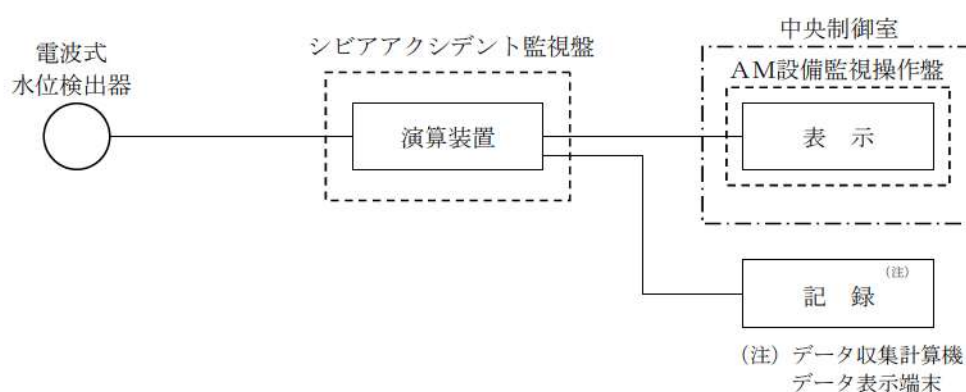 電波式
水位検出器
シビアアクシデント監視盤
演算装置
中央制御室
AM設備監視操作盤
表 示
記 録 (注)
(注) データ収集計算機
データ表示端末